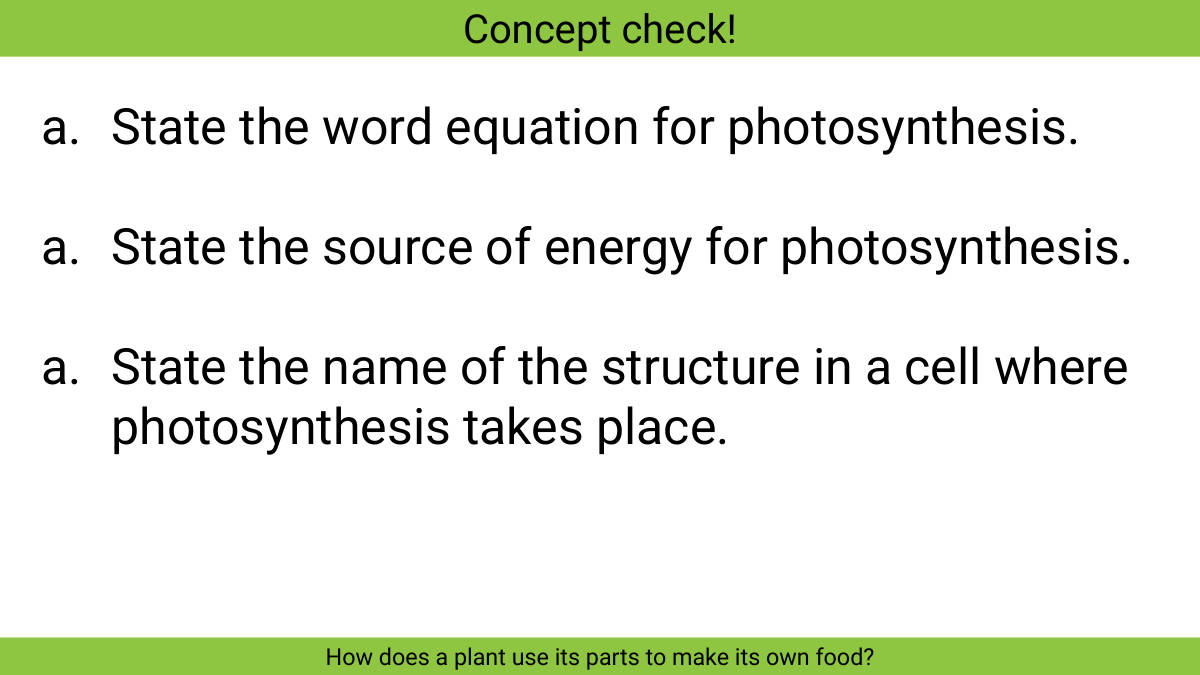 Concept check!
a. State the word equation for photosynthesis.
a. State the source of energy for photosynthesis.
a. State the name of the structure in a cell where
photosynthesis takes place.
How does a plant use its parts to make its own food?